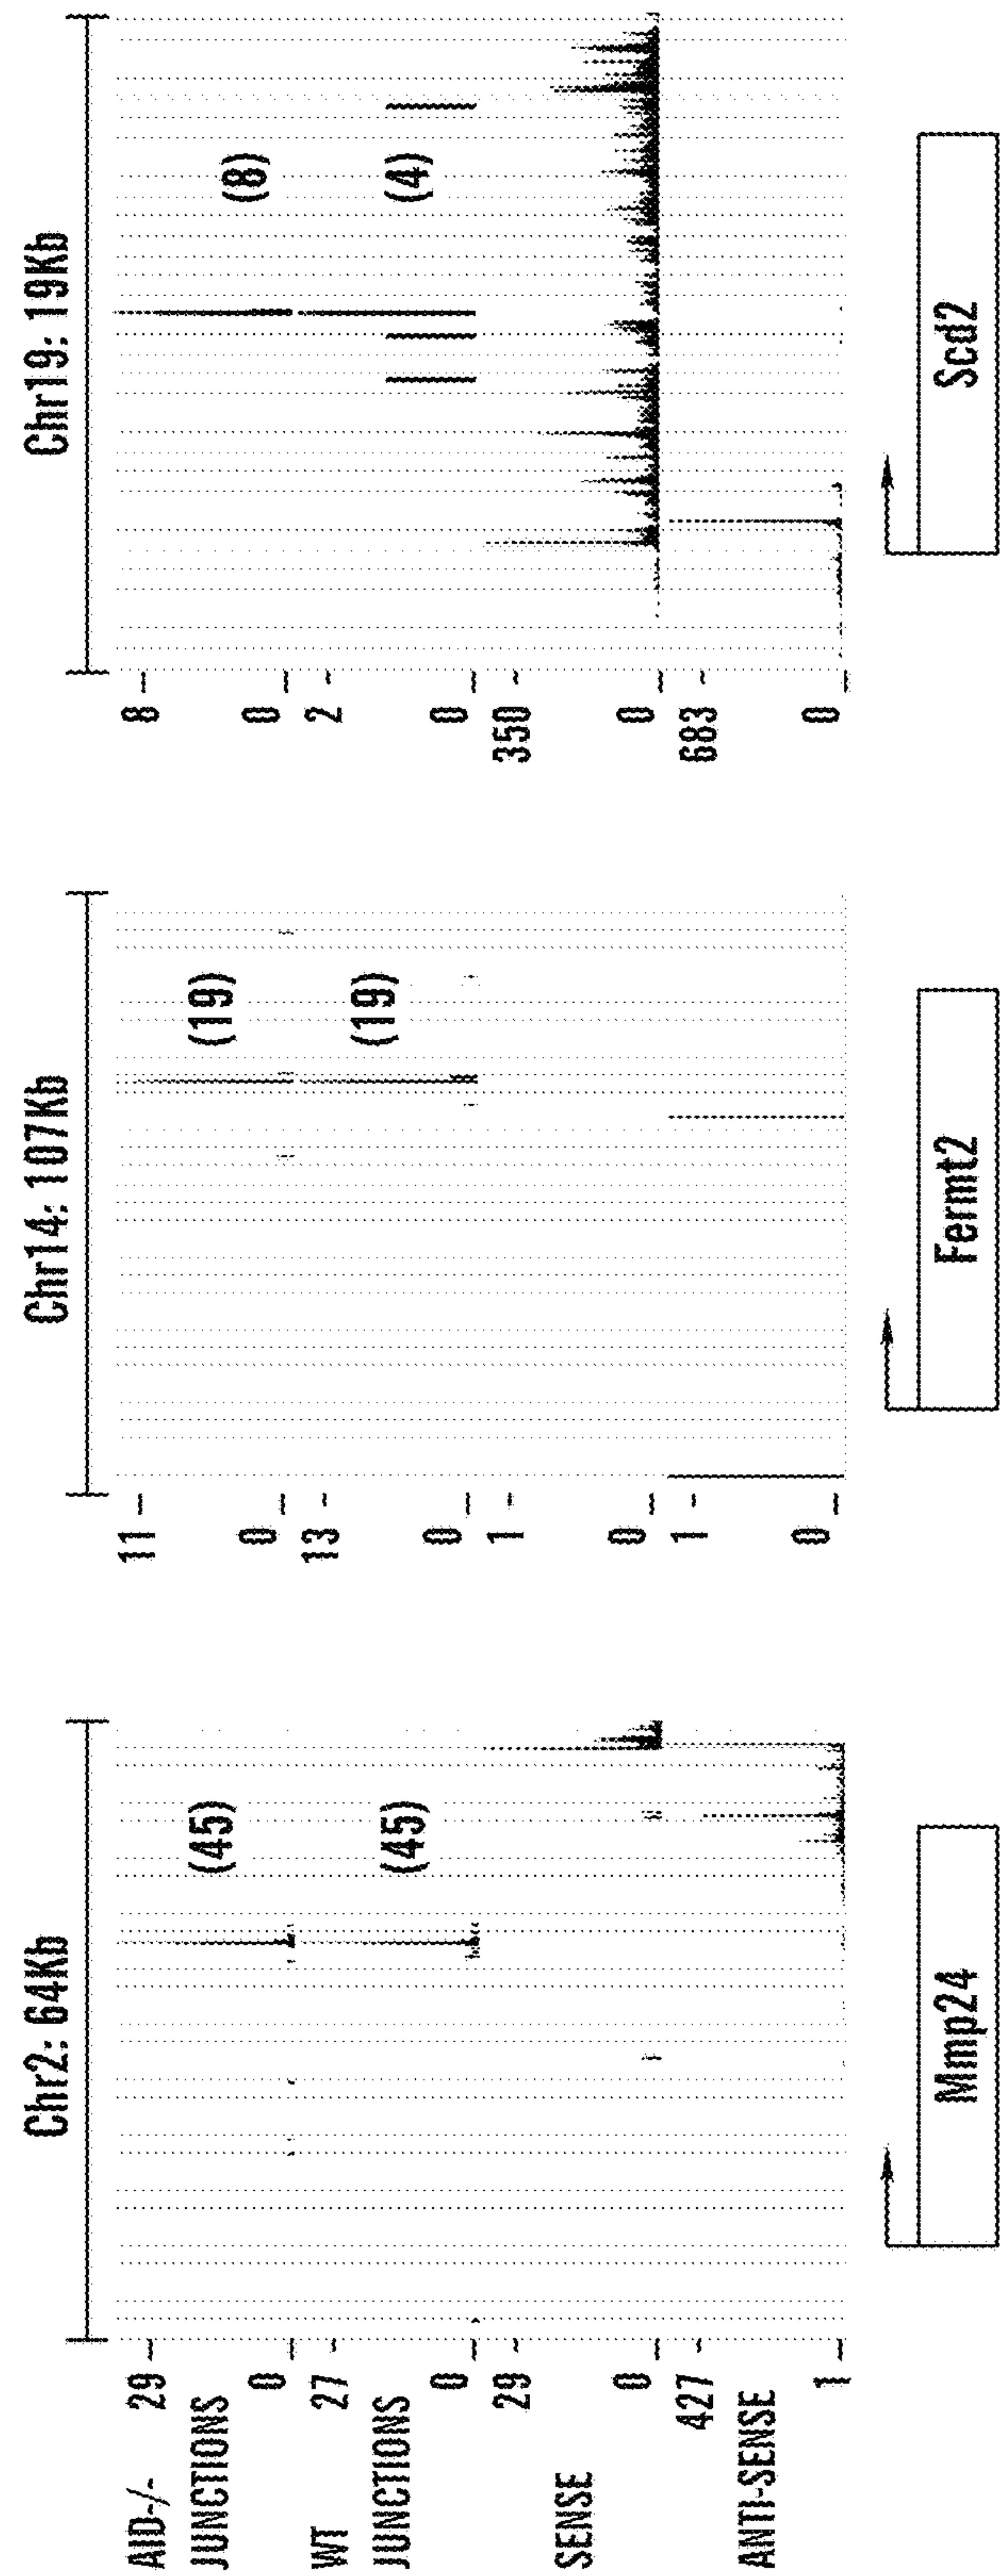 Chr2: 64Kb
AID-/-
JUNCTIONS
29
0
(45)
WT
JUNCTIONS
27
0
(45)
SENSE
29
0
ANTI-SENSE
427
1
Mmp24
Chr14: 107Kb
11
0
(19)
13
0
(19)
1
0
1
0
Fermt2
Chr19: 19Kb
8
0
(8)
2
0
(4)
350
0
683
0
Scd2